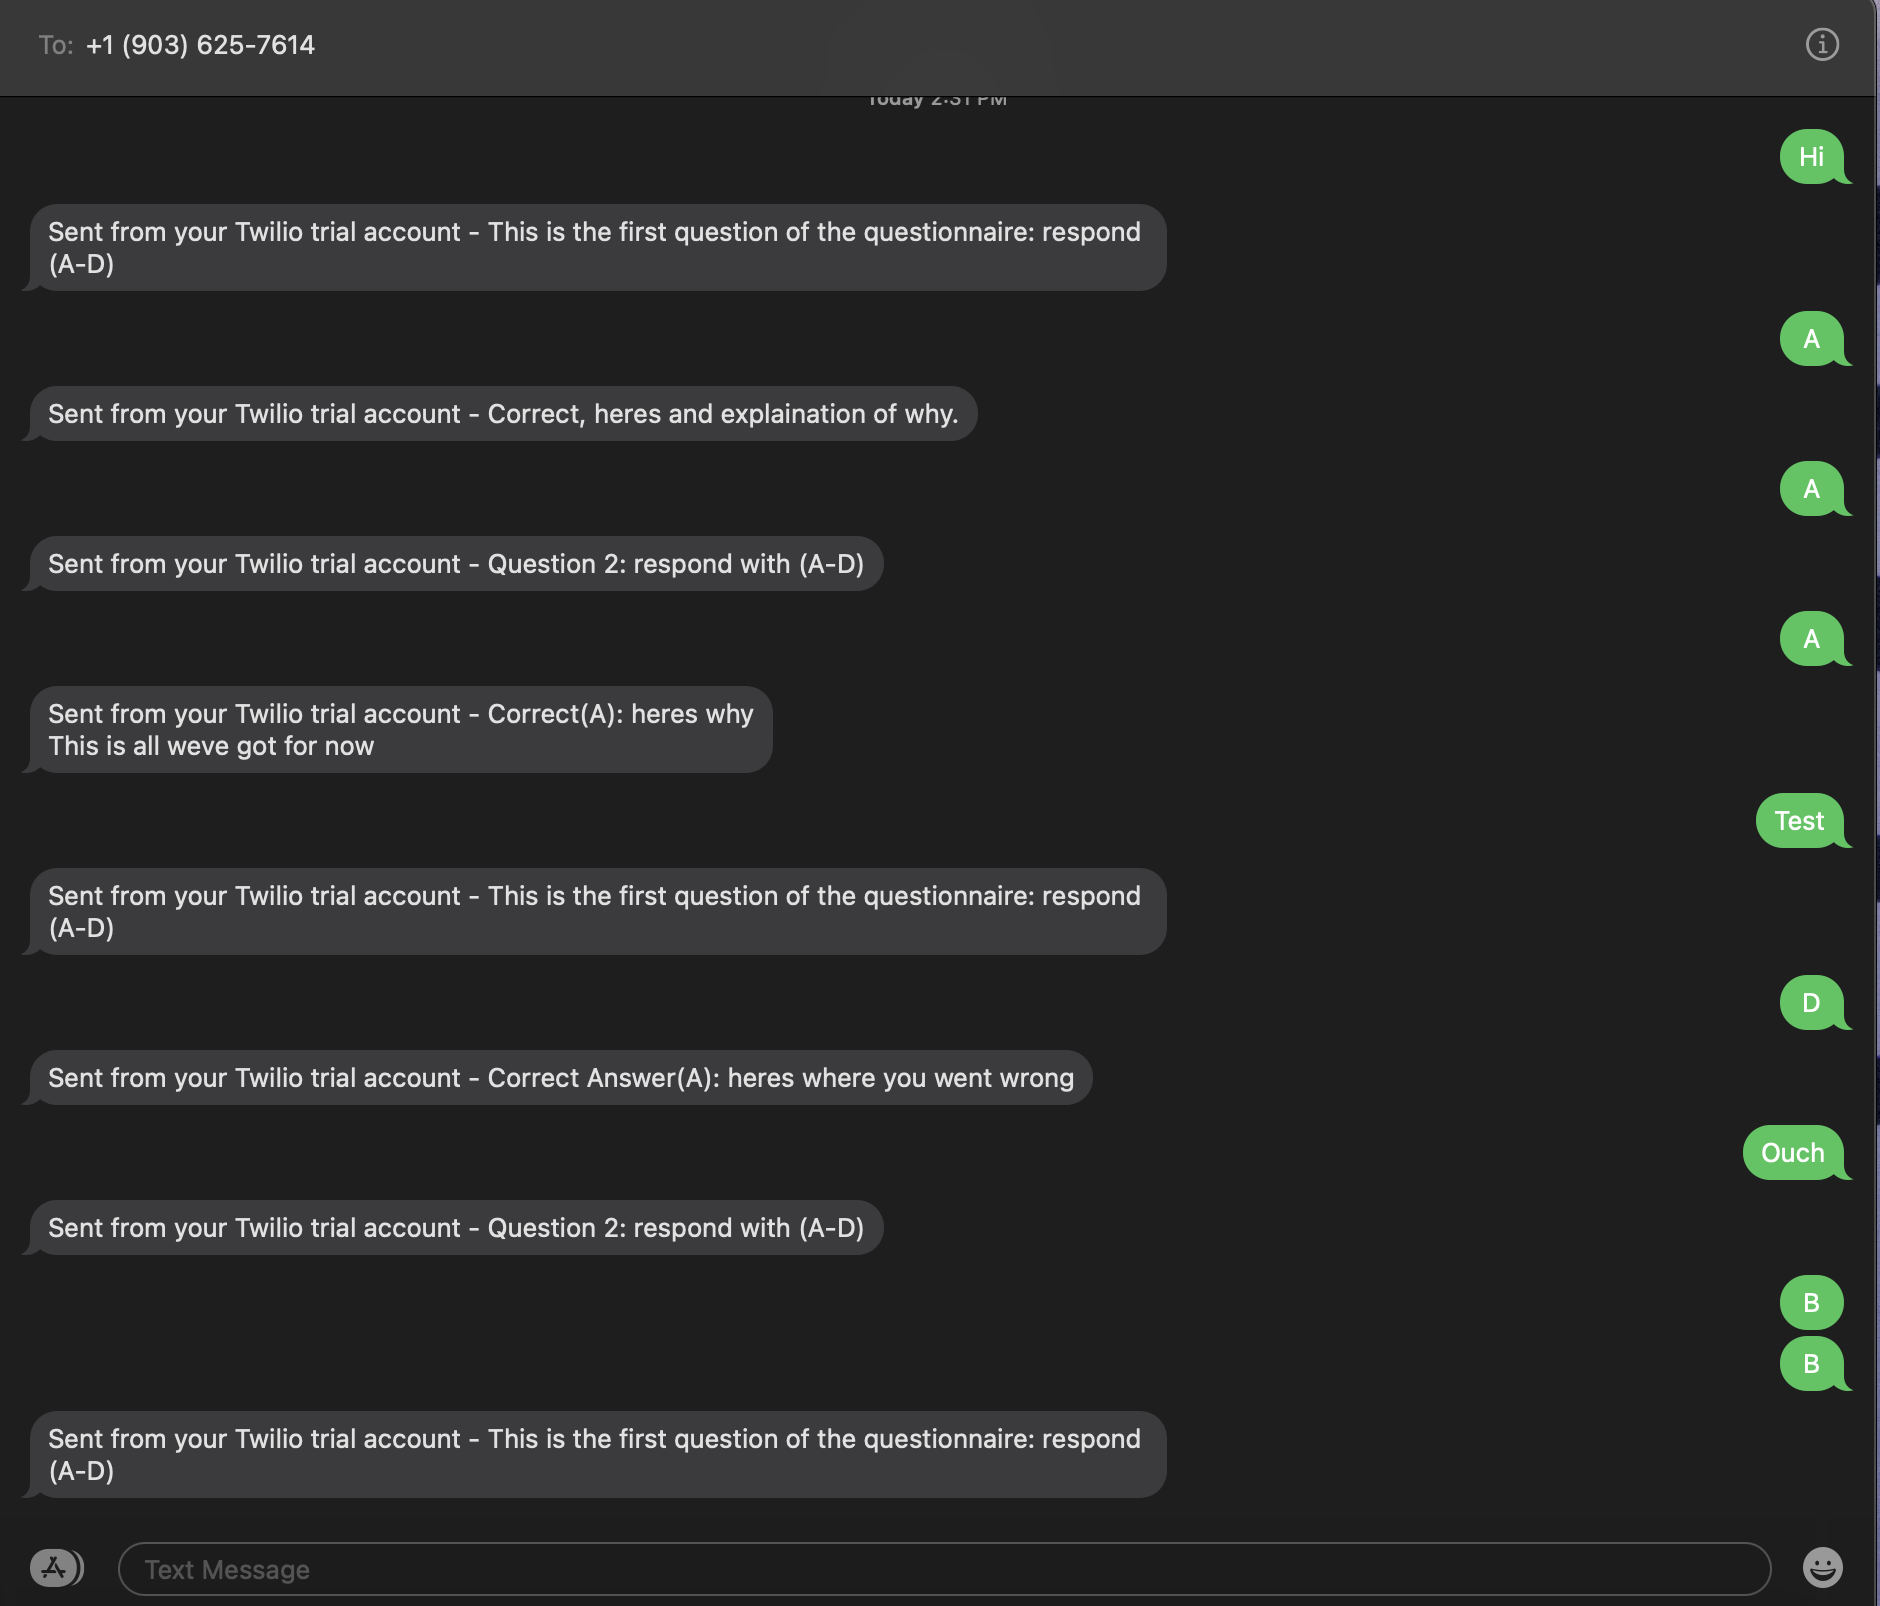 To: +1 (903) 625-7614
Today 2:31 PM
Hi
Sent from your Twilio trial account - This is the first question of the questionnaire: respond
(A-D)
A
Sent from your Twilio trial account - Correct, heres and explaination of why.
A
Sent from your Twilio trial account - Question 2: respond with (A-D)
A
Sent from your Twilio trial account - Correct(A): heres why
This is all weve got for now
Test
Sent from your Twilio trial account - This is the first question of the questionnaire: respond
(A-D)
D
Sent from your Twilio trial account - Correct Answer(A): heres where you went wrong
Ouch
Sent from your Twilio trial account - Question 2: respond with (A-D)
B
B
Sent from your Twilio trial account - This is the first question of the questionnaire: respond
(A-D)
Text Message